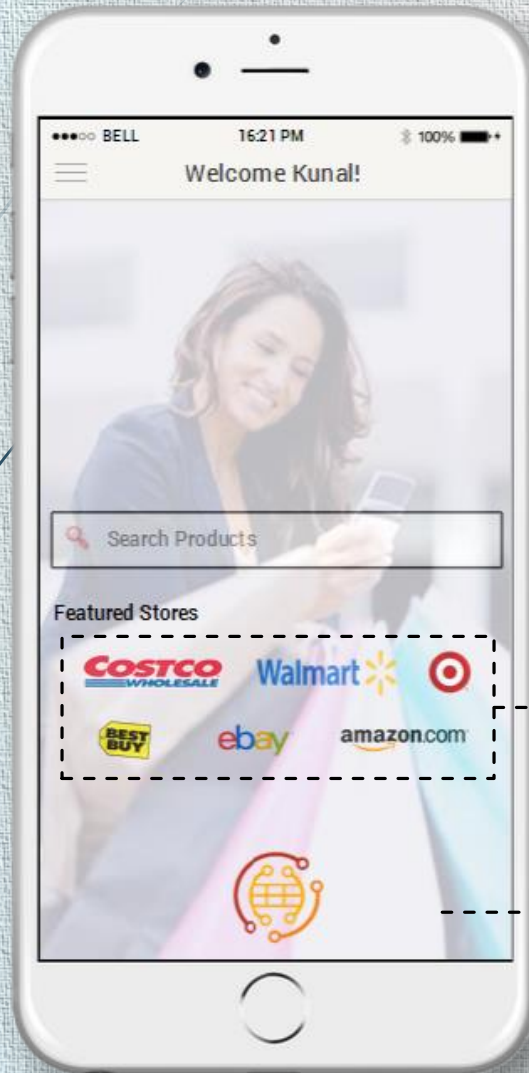 BELL 16:21 PM 100%
Welcome Kunal!
Search Products
Featured Stores
COSTCO WHOLESALE Walmart
BEST BUY ebay amazon.com